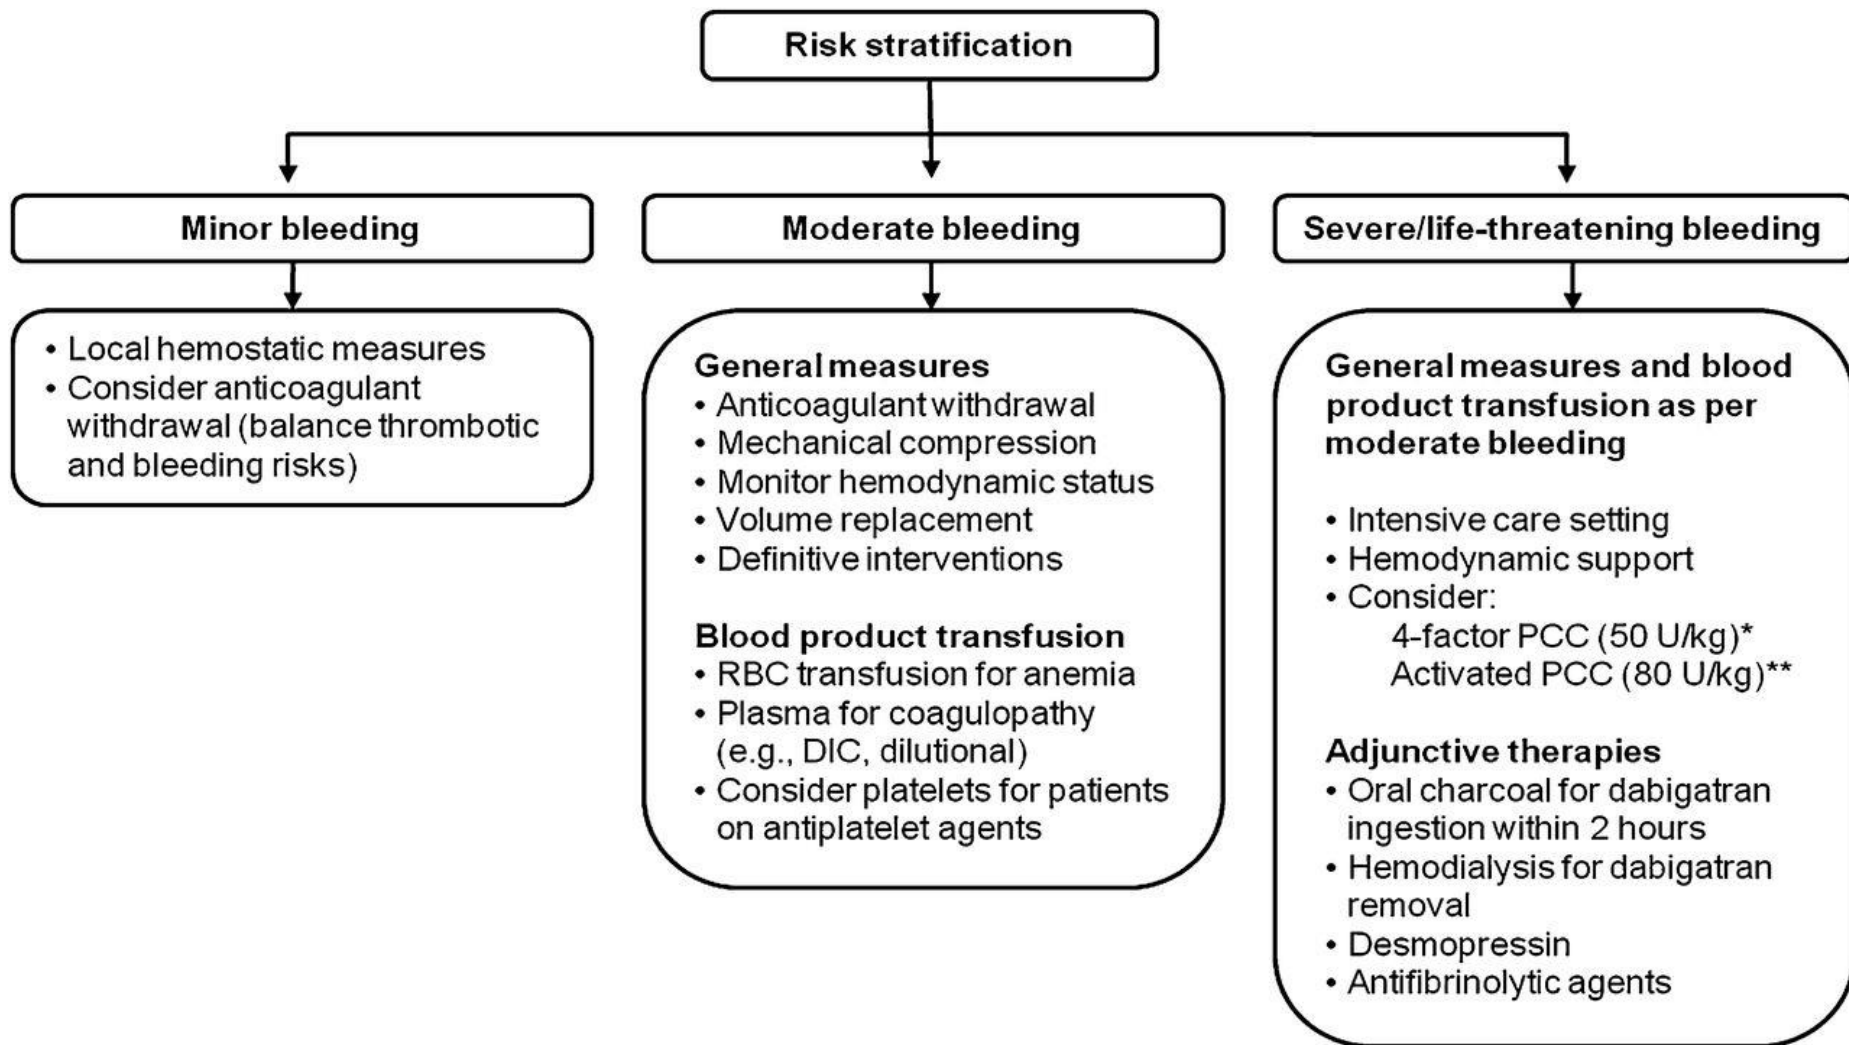 Risk stratification
Minor bleeding
• Local hemostatic measures
• Consider anticoagulant
withdrawal (balance thrombotic
and bleeding risks)
Moderate bleeding
General measures
• Anticoagulant withdrawal
• Mechanical compression
• Monitor hemodynamic status
• Volume replacement
• Definitive interventions
Blood product transfusion
• RBC transfusion for anemia
• Plasma for coagulopathy
(e.g., DIC, dilutional)
• Consider platelets for patients
on antiplatelet agents
Severe/life-threatening bleeding
General measures and blood
product transfusion as per
moderate bleeding
• Intensive care setting
• Hemodynamic support
• Consider:
4-factor PCC (50 U/kg)*
Activated PCC (80 U/kg)**
Adjunctive therapies
• Oral charcoal for dabigatran
ingestion within 2 hours
• Hemodialysis for dabigatran
removal
• Desmopressin
• Antifibrinolytic agents